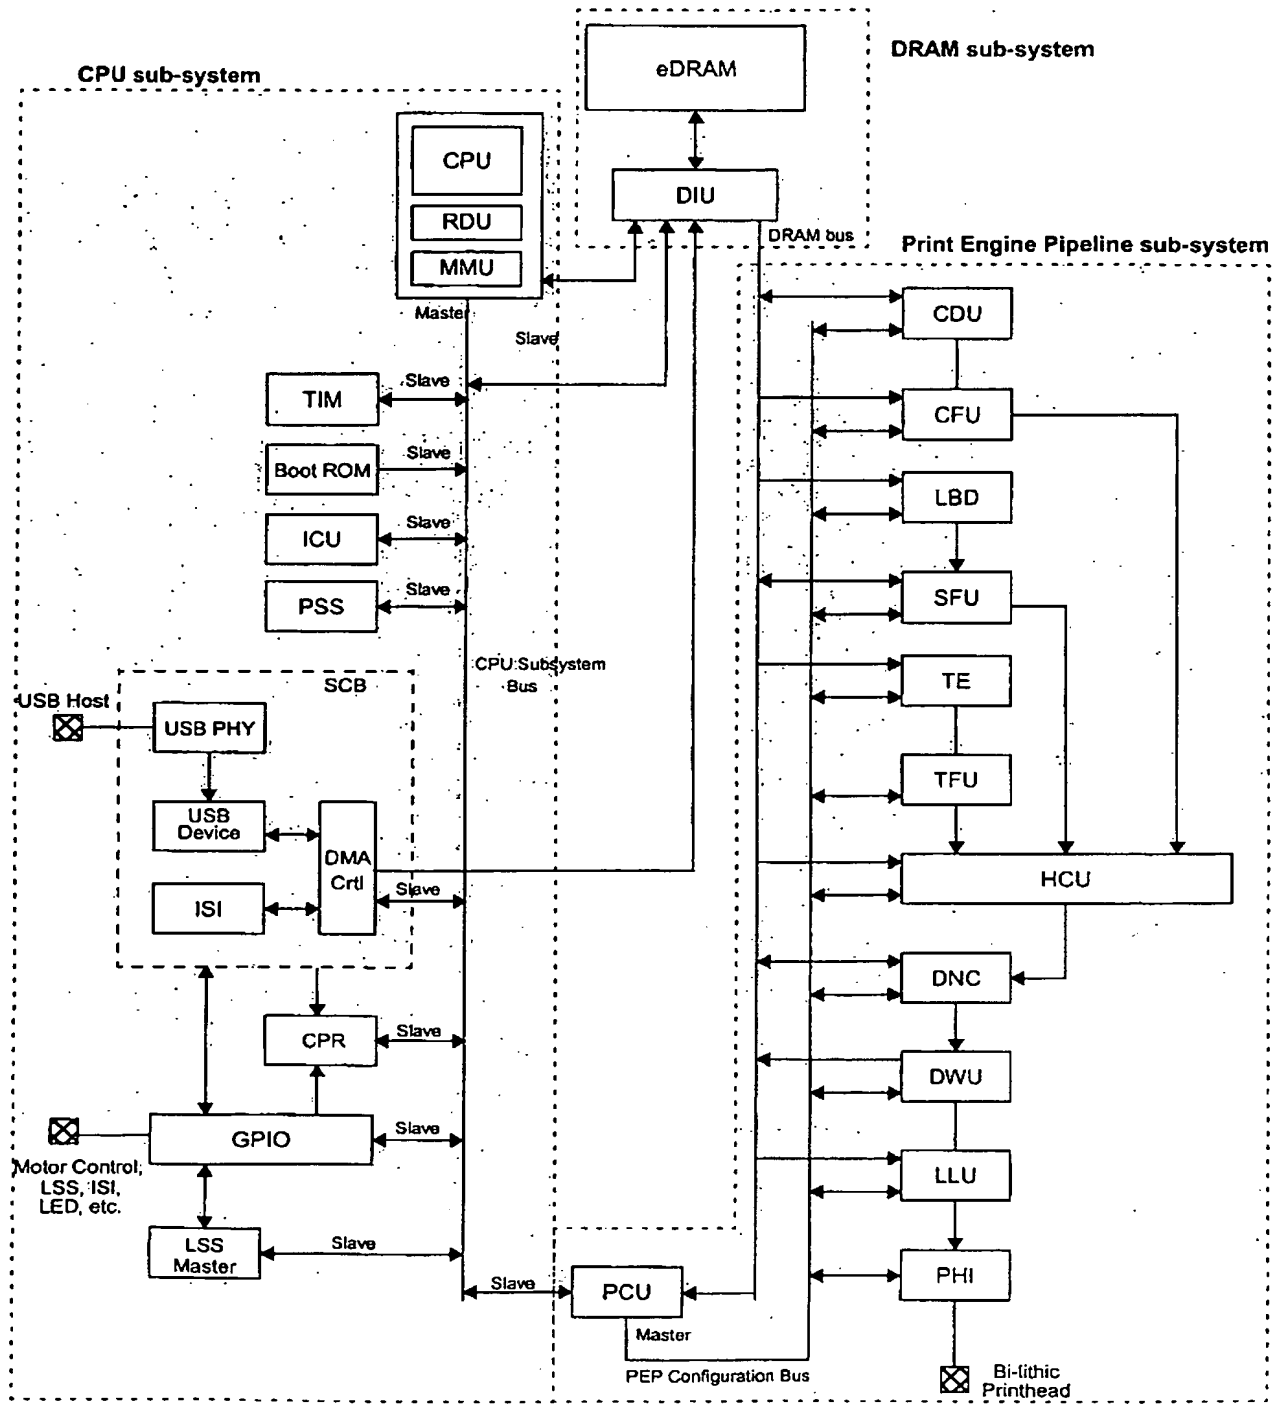 DRAM sub-system
eDRAM
CPU sub-system
CPU
RDU
MMU
Master
DIU
DRAM bus
Print Engine Pipeline sub-system
Slave
CDU
TIM
Slave
CFU
Boot ROM
Slave
LBD
ICU
Slave
PSS
Slave
SFU
CPU Subsystem
Bus
SCB
USB Host
USB PHY
TE
USB
Device
DMA
Crtl
TFU
ISI
Slave
HCU
DNC
CPR
Slave
DWU
GPIO
Slave
Motor Control,
LSS, ISI,
LED, etc.
LLU
LSS
Master
Slave
Slave
PCU
PHI
Master
PEP Configuration Bus
Bi-lithic
Printhead